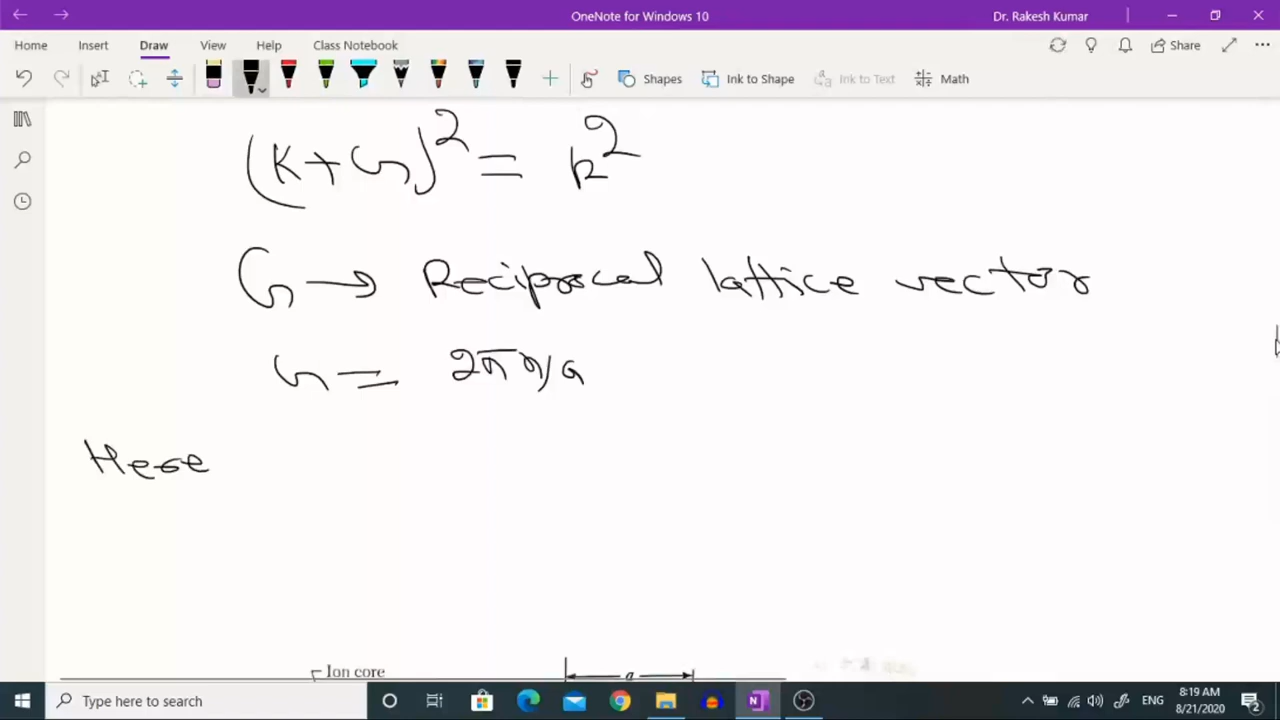 OneNote for Windows 10
Dr. Rakesh Kumar
Home Insert Draw View Help Class Notebook
Share
Shapes Ink to Shape Ink to Text Math
(K+G)² = k²
G → Reciprocal lattice vector
G = 2πn/a
Here
Ion core
a
Type here to search
ENG
8:19 AM
8/21/2020
2